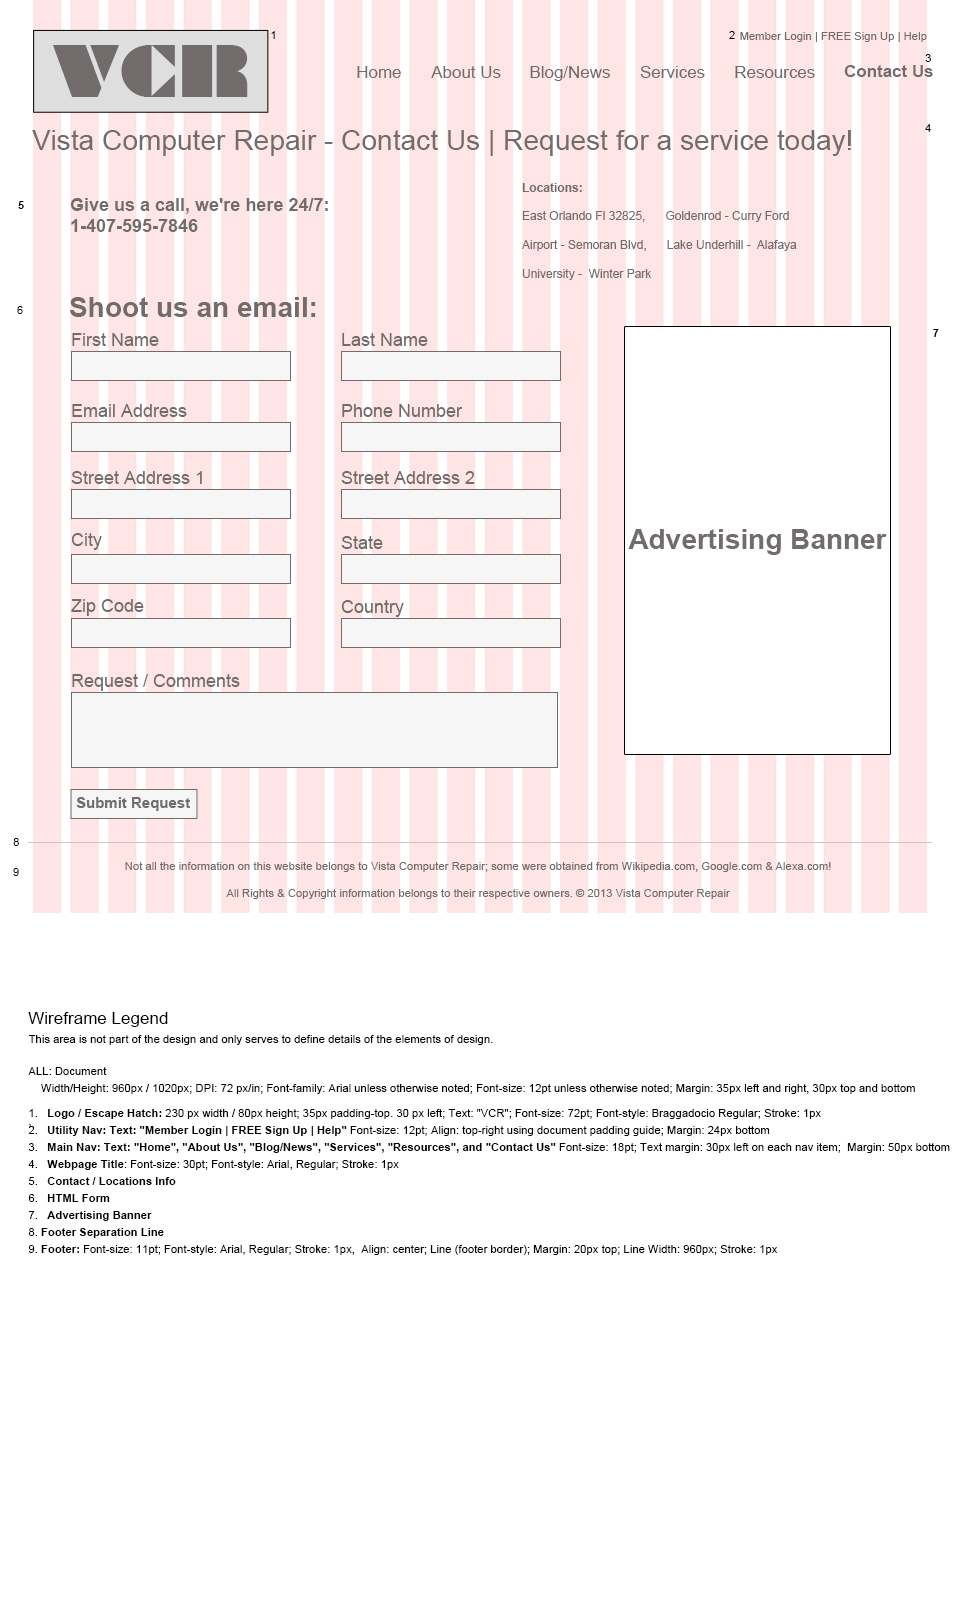 VCR 1
2 Member Login | FREE Sign Up | Help
3
Home About Us Blog/News Services Resources Contact Us
4
Vista Computer Repair - Contact Us | Request for a service today!
5
Give us a call, we're here 24/7:
1-407-595-7846
Locations:
East Orlando Fl 32825, Goldenrod - Curry Ford
Airport - Semoran Blvd, Lake Underhill - Alafaya
University - Winter Park
6 Shoot us an email:
7
First Name Last Name
Email Address Phone Number
Street Address 1 Street Address 2
City State
Zip Code Country
Request / Comments
Advertising Banner
Submit Request
8
9
Not all the information on this website belongs to Vista Computer Repair; some were obtained from Wikipedia.com, Google.com & Alexa.com!
All Rights & Copyright information belongs to their respective owners. © 2013 Vista Computer Repair
Wireframe Legend
This area is not part of the design and only serves to define details of the elements of design.
ALL: Document
Width/Height: 960px / 1020px; DPI: 72 px/in; Font-family: Arial unless otherwise noted; Font-size: 12pt unless otherwise noted; Margin: 35px left and right, 30px top and bottom
1. Logo / Escape Hatch: 230 px width / 80px height; 35px padding-top. 30 px left; Text: "VCR"; Font-size: 72pt; Font-style: Braggadocio Regular; Stroke: 1px
2. Utility Nav: Text: "Member Login | FREE Sign Up | Help" Font-size: 12pt; Align: top-right using document padding guide; Margin: 24px bottom
3. Main Nav: Text: "Home", "About Us", "Blog/News", "Services", "Resources", and "Contact Us" Font-size: 18pt; Text margin: 30px left on each nav item; Margin: 50px bottom
4. Webpage Title: Font-size: 30pt; Font-style: Arial, Regular; Stroke: 1px
5. Contact / Locations Info
6. HTML Form
7. Advertising Banner
8. Footer Separation Line
9. Footer: Font-size: 11pt; Font-style: Arial, Regular; Stroke: 1px, Align: center; Line (footer border); Margin: 20px top; Line Width: 960px; Stroke: 1px